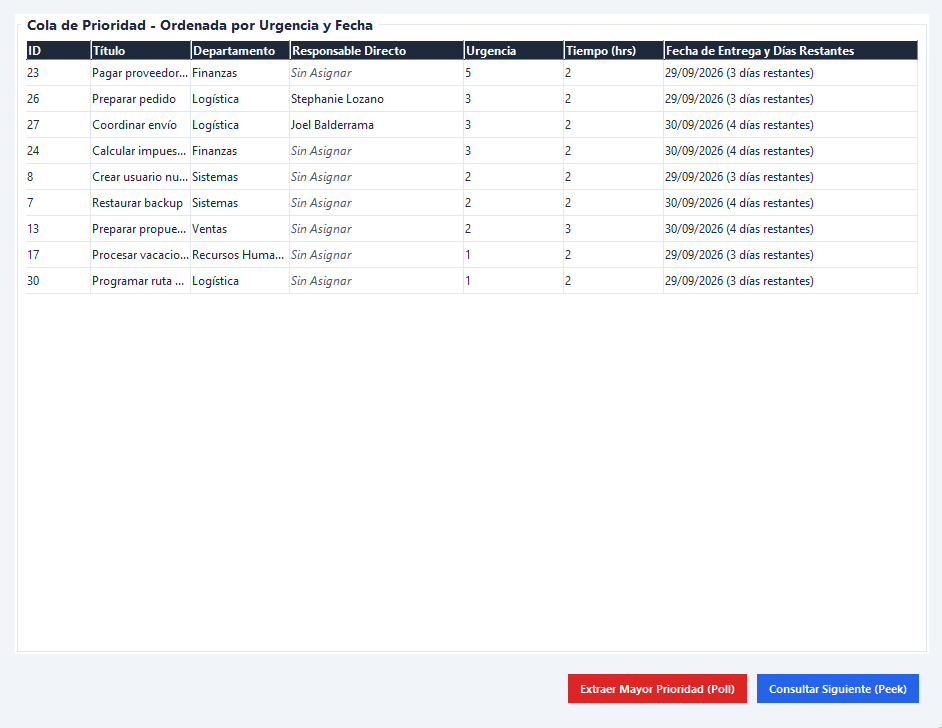 Cola de Prioridad - Ordenada por Urgencia y Fecha
ID Título Departamento Responsable Directo Urgencia Tiempo (hrs) Fecha de Entrega y Días Restantes
23 Pagar proveedor... Finanzas Sin Asignar 5 2 29/09/2026 (3 días restantes)
26 Preparar pedido Logística Stephanie Lozano 3 2 29/09/2026 (3 días restantes)
27 Coordinar envío Logística Joel Balderrama 3 2 30/09/2026 (4 días restantes)
24 Calcular impues... Finanzas Sin Asignar 3 2 30/09/2026 (4 días restantes)
8 Crear usuario nu... Sistemas Sin Asignar 2 2 29/09/2026 (3 días restantes)
7 Restaurar backup Sistemas Sin Asignar 2 2 30/09/2026 (4 días restantes)
13 Preparar propue... Ventas Sin Asignar 2 3 30/09/2026 (4 días restantes)
17 Procesar vacacio... Recursos Huma... Sin Asignar 1 2 29/09/2026 (3 días restantes)
30 Programar ruta ... Logística Sin Asignar 1 2 29/09/2026 (3 días restantes)
Extraer Mayor Prioridad (Poll) Consultar Siguiente (Peek)